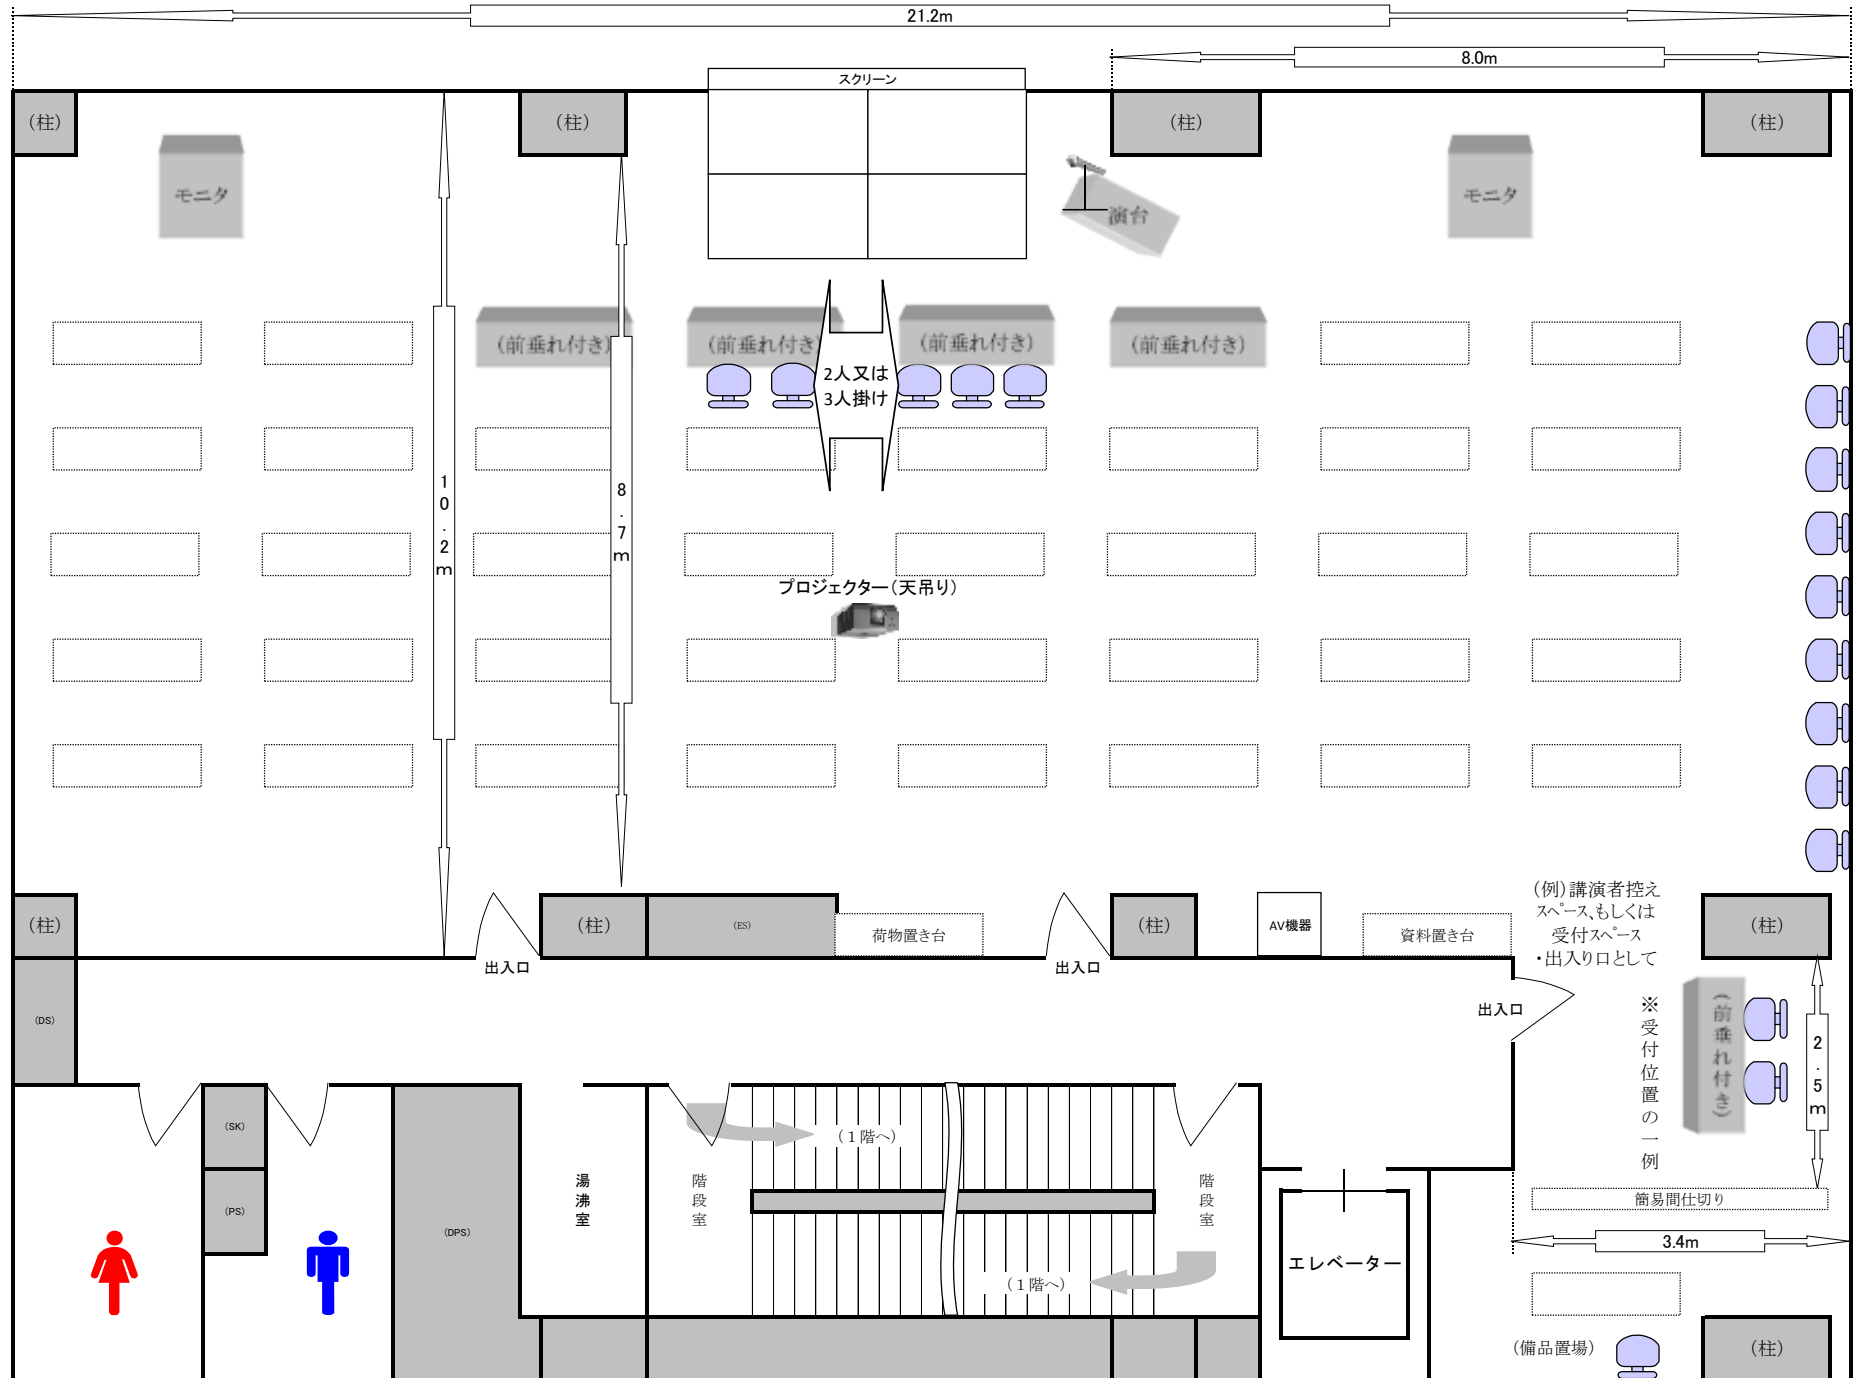 21.2m
8.0m
スクリーン
(柱)
(柱)
(柱)
(柱)
モニタ
演台
モニタ
(前垂れ付き)
(前垂れ付き)
(前垂れ付き)
(前垂れ付き)
2人又は
3人掛け
10.2m
8.7m
プロジェクター(天吊り)
(柱)
(柱)
(ES)
荷物置き台
(柱)
AV機器
資料置き台
(例)講演者控え
スペース、もしくは
受付スペース
・出入り口として
(柱)
出入口
出入口
出入口
(DS)
※受付位置の一例
(前垂れ付き)
2.5m
(SK)
(PS)
(DPS)
湯沸室
階段室
(1階へ)
(1階へ)
階段室
エレベーター
簡易間仕切り
3.4m
(備品置場)
(柱)